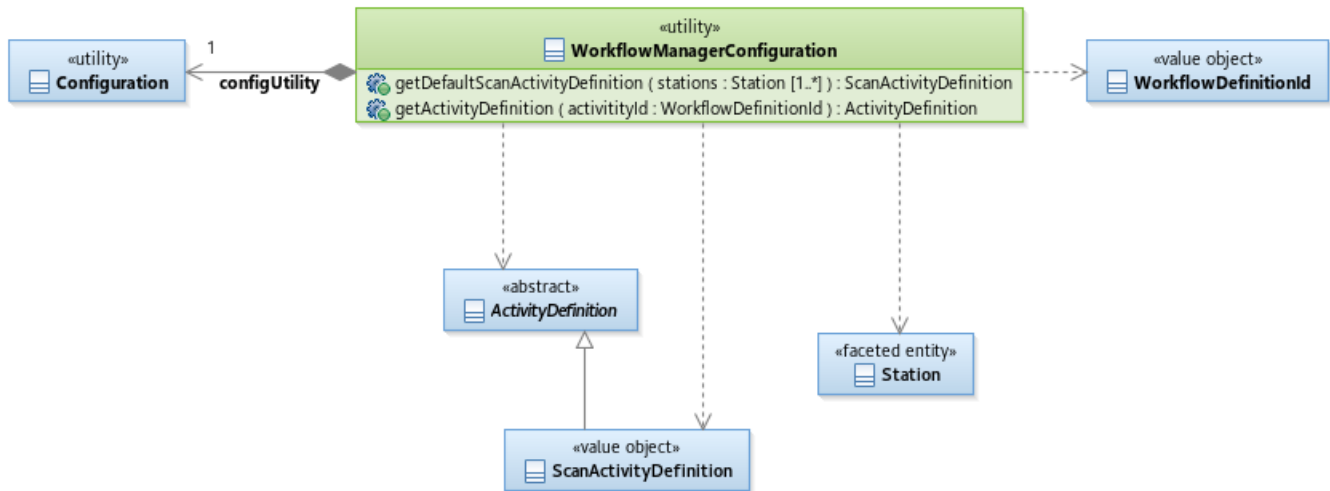 «utility»
Configuration
1
configUtility
«utility»
WorkflowManagerConfiguration
getDefaultScanActivityDefinition ( stations : Station [1..*] ) : ScanActivityDefinition
getActivityDefinition ( activitityId : WorkflowDefinitionId ) : ActivityDefinition
«value object»
WorkflowDefinitionId
«abstract»
ActivityDefinition
«faceted entity»
Station
«value object»
ScanActivityDefinition